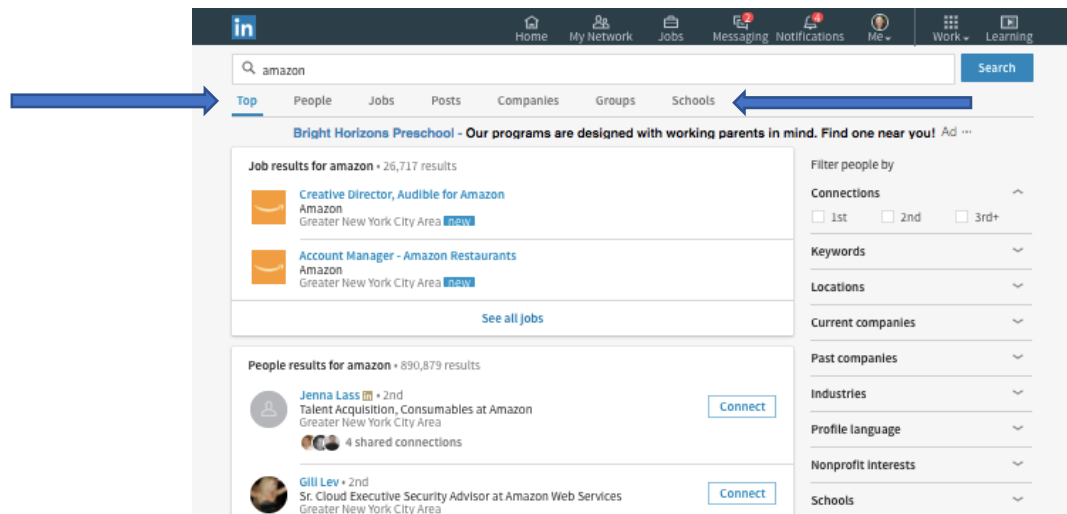 in
2
4
Home My Network Jobs Messaging Notifications Me Work Learning
amazon
Search
Top People Jobs Posts Companies Groups Schools
Bright Horizons Preschool - Our programs are designed with working parents in mind. Find one near you! Ad ···
Job results for amazon • 26,717 results
Creative Director, Audible for Amazon
Amazon
Greater New York City Area new
Account Manager - Amazon Restaurants
Amazon
Greater New York City Area new
See all jobs
People results for amazon • 890,879 results
Jenna Lass in • 2nd
Talent Acquisition, Consumables at Amazon
Greater New York City Area
4 shared connections
Connect
Gili Lev • 2nd
Sr. Cloud Executive Security Advisor at Amazon Web Services
Greater New York City Area
Connect
Filter people by
Connections
1st 2nd 3rd+
Keywords
Locations
Current companies
Past companies
Industries
Profile language
Nonprofit interests
Schools